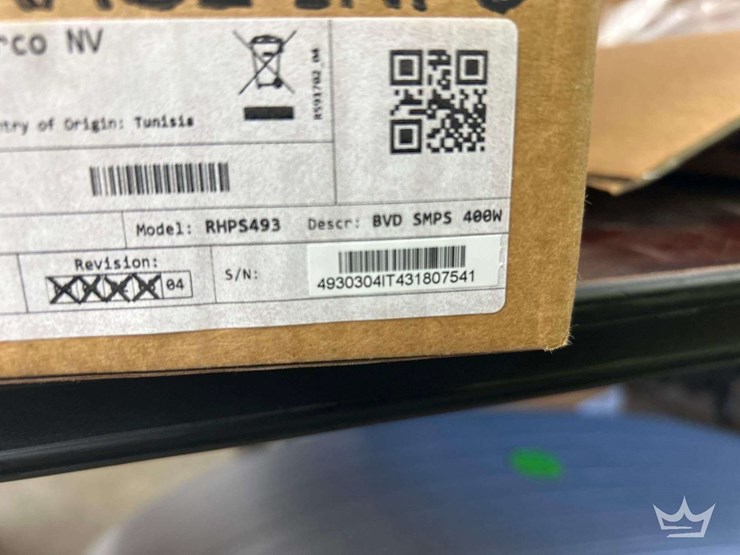 rco NV
R591702_04
ntry of Origin: Tunisia
Model: RHPS493 Descr: BVD SMPS 400W
Revision:
04
S/N:
4930304IT431807541